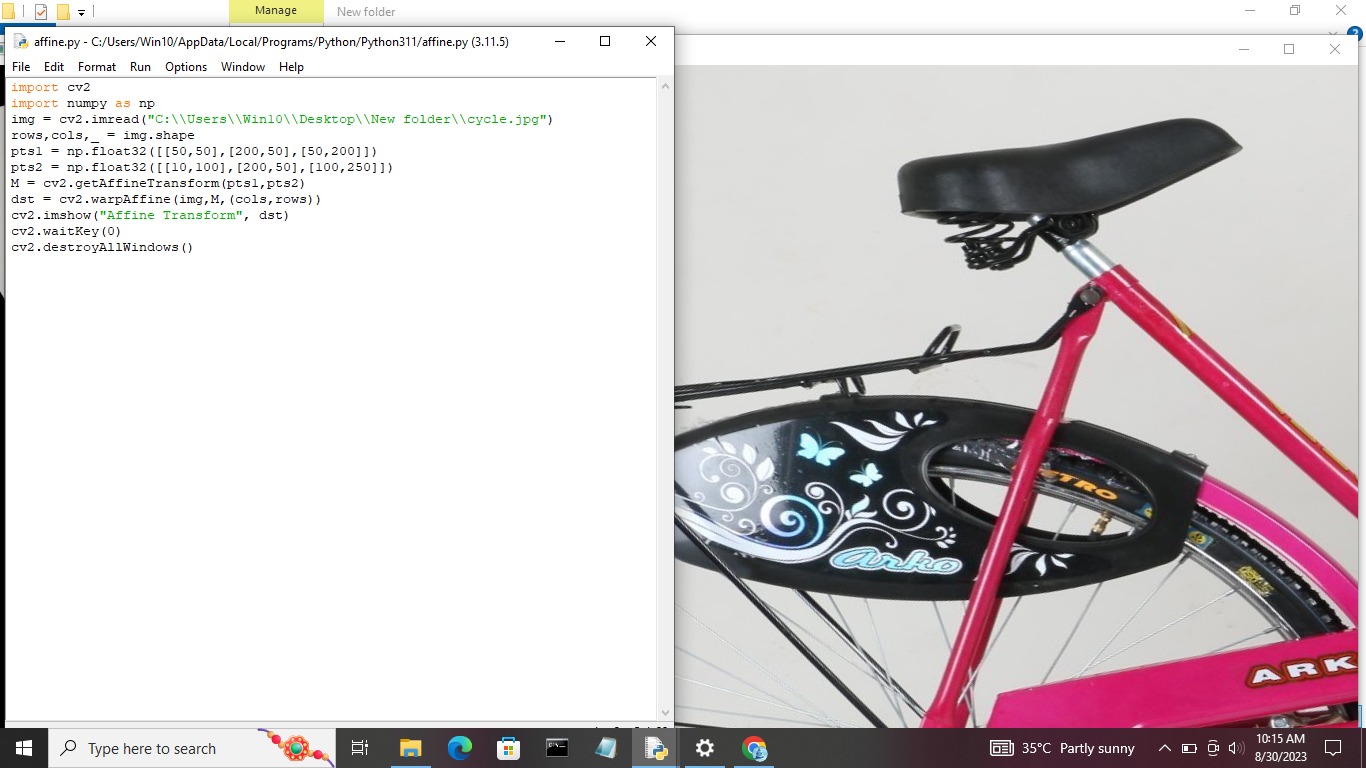 Manage
New folder
affine.py - C:/Users/Win10/AppData/Local/Programs/Python/Python311/affine.py (3.11.5)
File Edit Format Run Options Window Help
import cv2
import numpy as np
img = cv2.imread("C:\\Users\\Win10\\Desktop\\New folder\\cycle.jpg")
rows,cols,_ = img.shape
pts1 = np.float32([[50,50],[200,50],[50,200]])
pts2 = np.float32([[10,100],[200,50],[100,250]])
M = cv2.getAffineTransform(pts1,pts2)
dst = cv2.warpAffine(img,M,(cols,rows))
cv2.imshow("Affine Transform", dst)
cv2.waitKey(0)
cv2.destroyAllWindows()
TRO
arko
ARK
Type here to search
35°C Partly sunny
10:15 AM
8/30/2023